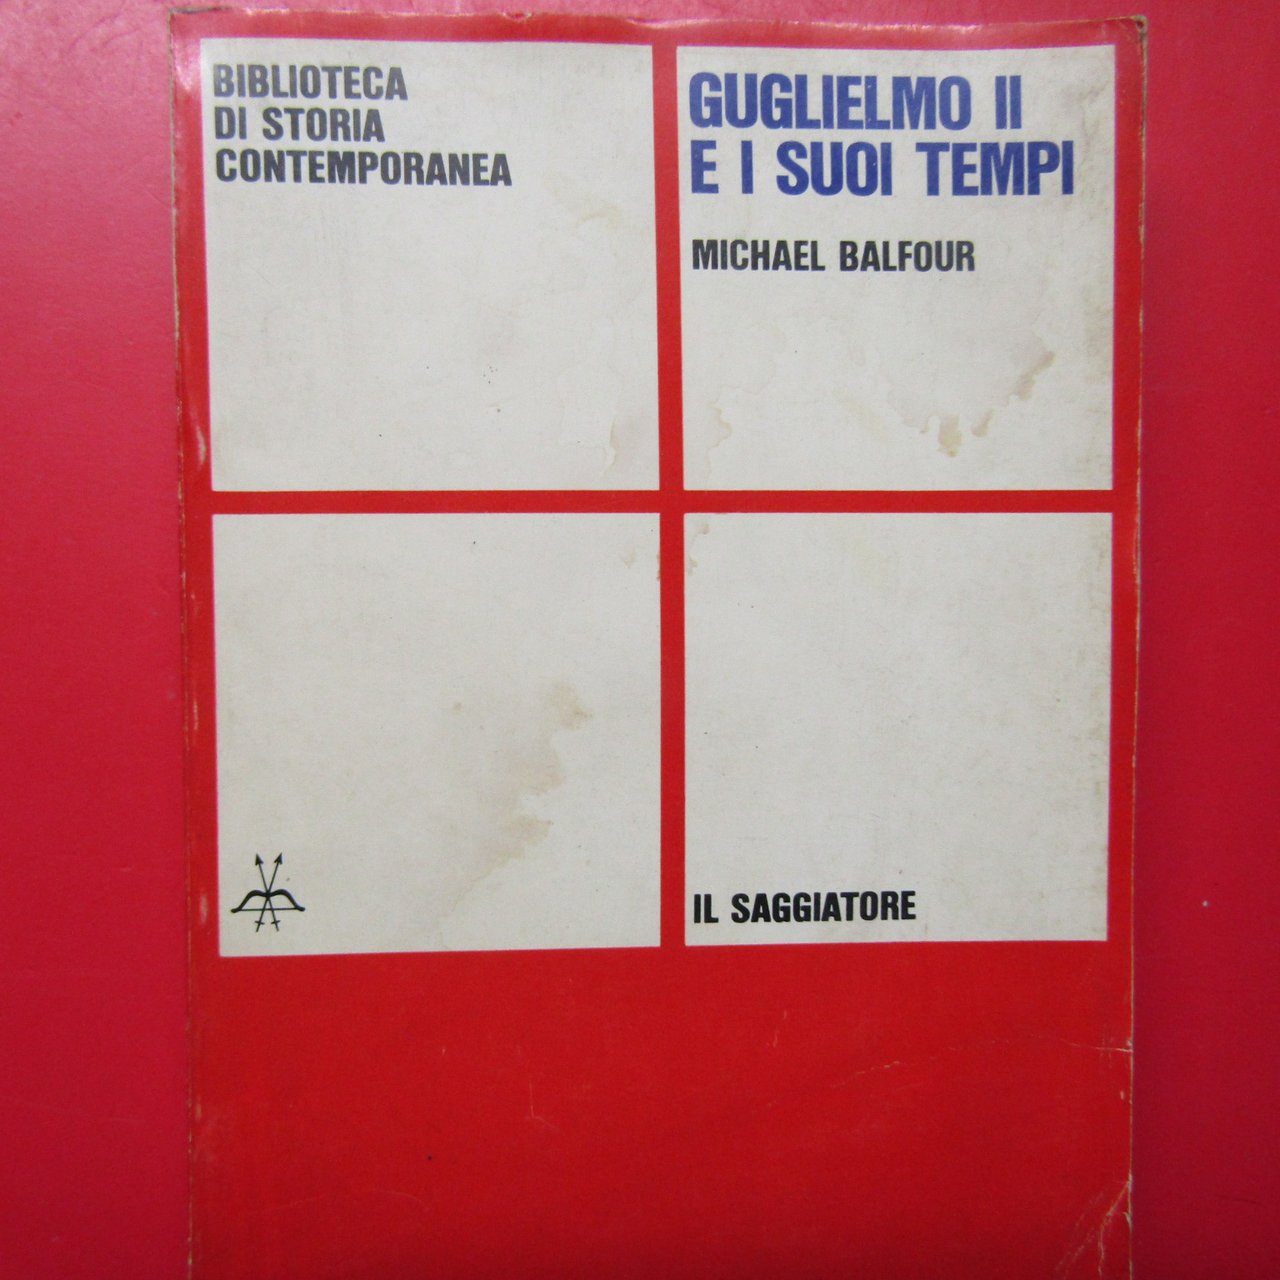 BIBLIOTECA
DI STORIA
CONTEMPORANEA
GUGLIELMO II
E I SUOI TEMPI
MICHAEL BALFOUR
IL SAGGIATORE